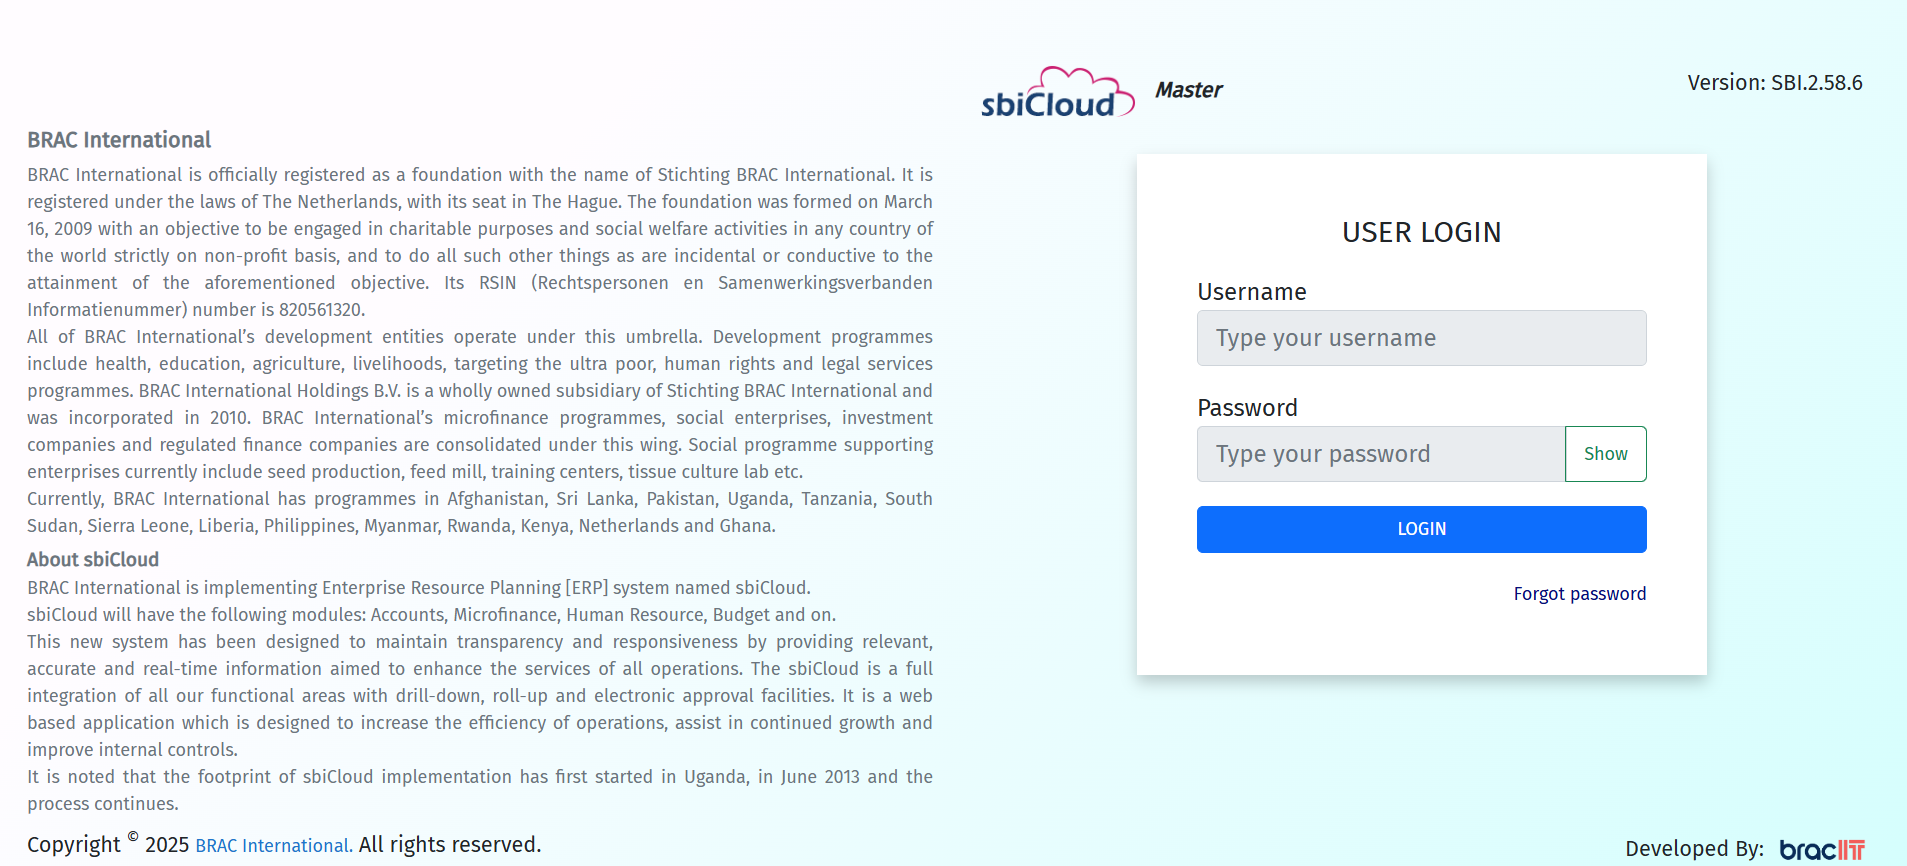 sbiCloud Master
Version: SBI.2.58.6
BRAC International
BRAC International is officially registered as a foundation with the name of Stichting BRAC International. It is
registered under the laws of The Netherlands, with its seat in The Hague. The foundation was formed on March
16, 2009 with an objective to be engaged in charitable purposes and social welfare activities in any country of
the world strictly on non-profit basis, and to do all such other things as are incidental or conductive to the
attainment of the aforementioned objective. Its RSIN (Rechtspersonen en Samenwerkingsverbanden
Informatienummer) number is 820561320.
All of BRAC International’s development entities operate under this umbrella. Development programmes
include health, education, agriculture, livelihoods, targeting the ultra poor, human rights and legal services
programmes. BRAC International Holdings B.V. is a wholly owned subsidiary of Stichting BRAC International and
was incorporated in 2010. BRAC International’s microfinance programmes, social enterprises, investment
companies and regulated finance companies are consolidated under this wing. Social programme supporting
enterprises currently include seed production, feed mill, training centers, tissue culture lab etc.
Currently, BRAC International has programmes in Afghanistan, Sri Lanka, Pakistan, Uganda, Tanzania, South
Sudan, Sierra Leone, Liberia, Philippines, Myanmar, Rwanda, Kenya, Netherlands and Ghana.
About sbiCloud
BRAC International is implementing Enterprise Resource Planning [ERP] system named sbiCloud.
sbiCloud will have the following modules: Accounts, Microfinance, Human Resource, Budget and on.
This new system has been designed to maintain transparency and responsiveness by providing relevant,
accurate and real-time information aimed to enhance the services of all operations. The sbiCloud is a full
integration of all our functional areas with drill-down, roll-up and electronic approval facilities. It is a web
based application which is designed to increase the efficiency of operations, assist in continued growth and
improve internal controls.
It is noted that the footprint of sbiCloud implementation has first started in Uganda, in June 2013 and the
process continues.
USER LOGIN
Username
Type your username
Password
Type your password
Show
LOGIN
Forgot password
Copyright © 2025 BRAC International. All rights reserved.
Developed By: bracIT